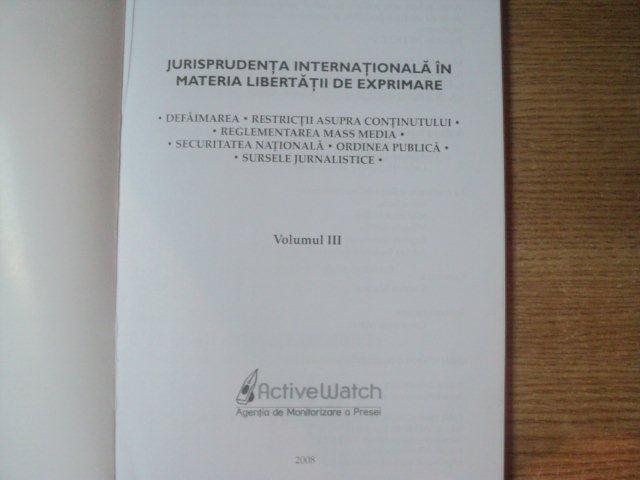 JURISPRUDENȚA INTERNAȚIONALĂ ÎN
MATERIA LIBERTĂȚII DE EXPRIMARE
• DEFĂIMAREA • RESTRICȚII ASUPRA CONȚINUTULUI •
• REGLEMENTAREA MASS MEDIA •
• SECURITATEA NAȚIONALĂ • ORDINEA PUBLICĂ •
• SURSELE JURNALISTICE •
Volumul III
ActiveWatch
Agenția de Monitorizare a Presei
2008